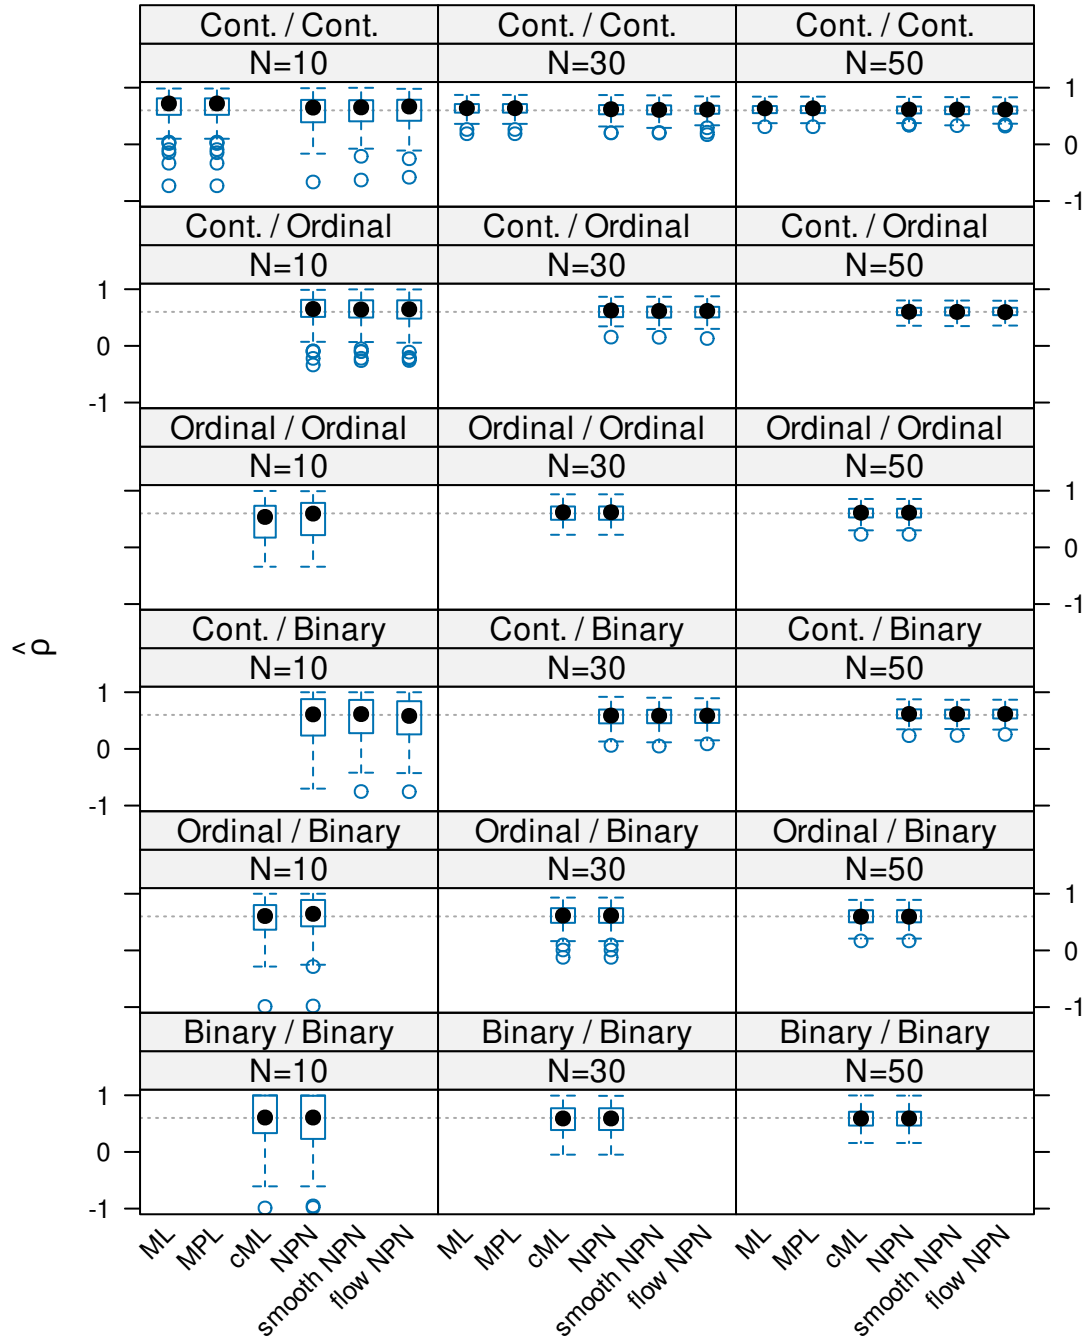 Cont. / Cont. Cont. / Cont. Cont. / Cont.
N=10 N=30 N=50
1
0
-1
Cont. / Ordinal Cont. / Ordinal Cont. / Ordinal
N=10 N=30 N=50
1
0
-1
Ordinal / Ordinal Ordinal / Ordinal Ordinal / Ordinal
N=10 N=30 N=50
1
0
-1
ρ̂
Cont. / Binary Cont. / Binary Cont. / Binary
N=10 N=30 N=50
1
0
-1
Ordinal / Binary Ordinal / Binary Ordinal / Binary
N=10 N=30 N=50
1
0
-1
Binary / Binary Binary / Binary Binary / Binary
N=10 N=30 N=50
1
0
-1
ML MPL cML NPN smooth NPN flow NPN ML MPL cML NPN smooth NPN flow NPN ML MPL cML NPN smooth NPN flow NPN